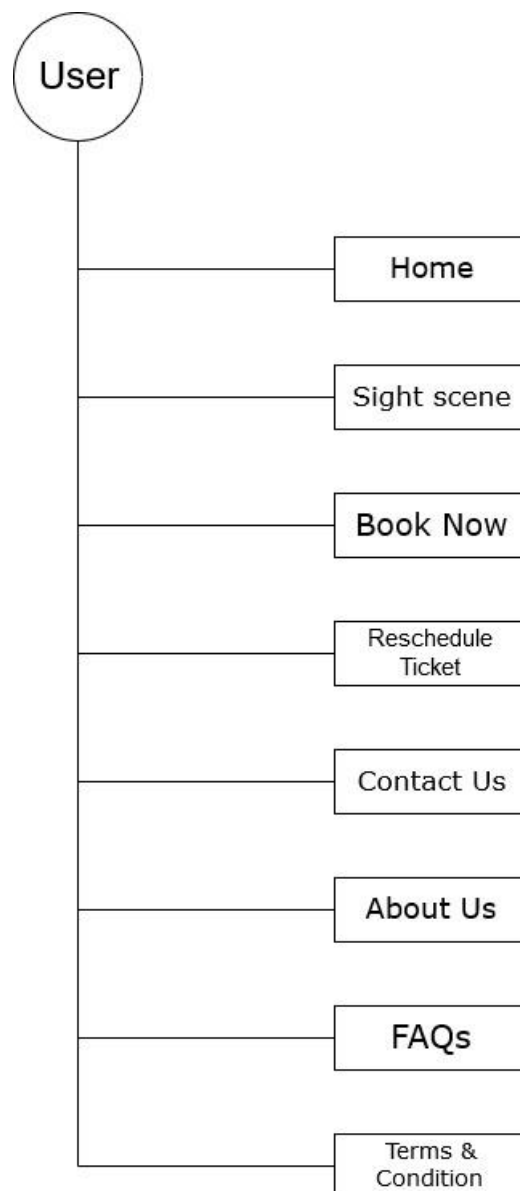 User
Home
Sight scene
Book Now
Reschedule
Ticket
Contact Us
About Us
FAQs
Terms &
Condition